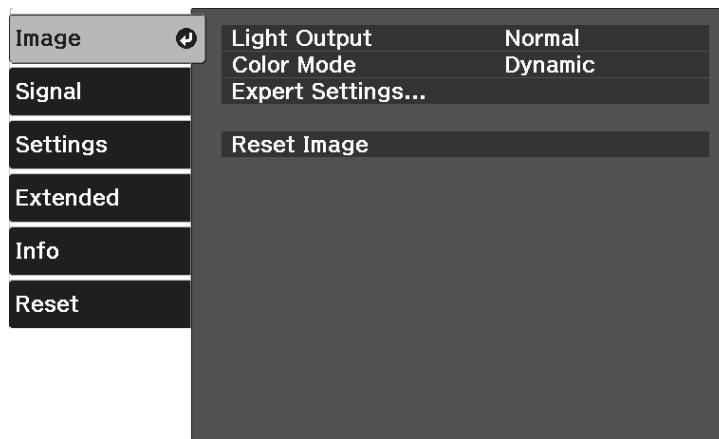 Image
Signal
Settings
Extended
Info
Reset
Light Output Normal
Color Mode Dynamic
Expert Settings...
Reset Image